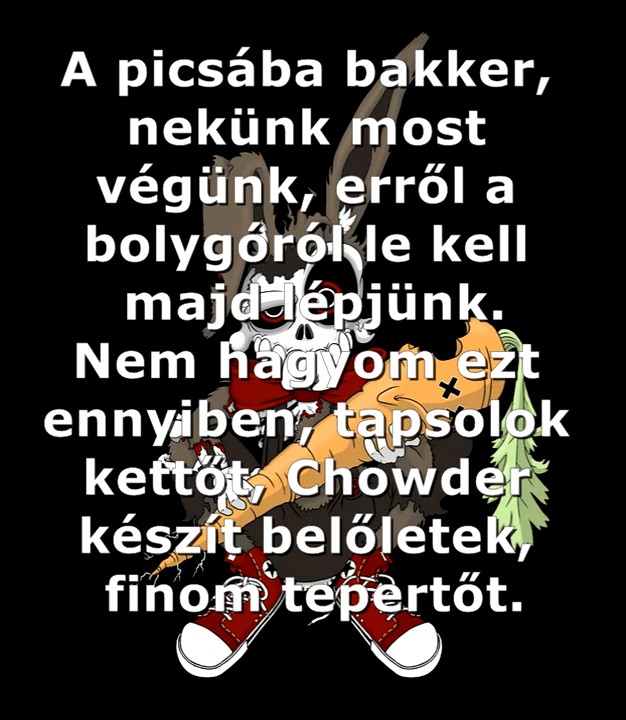 A picsába bakker,
nekünk most
végünk, erről a
bolygóról le kell
majd lépjünk.
Nem hagyom ezt
ennyiben, tapsolok
kettőt, Chowder
készít belőletek,
finom tepertőt.